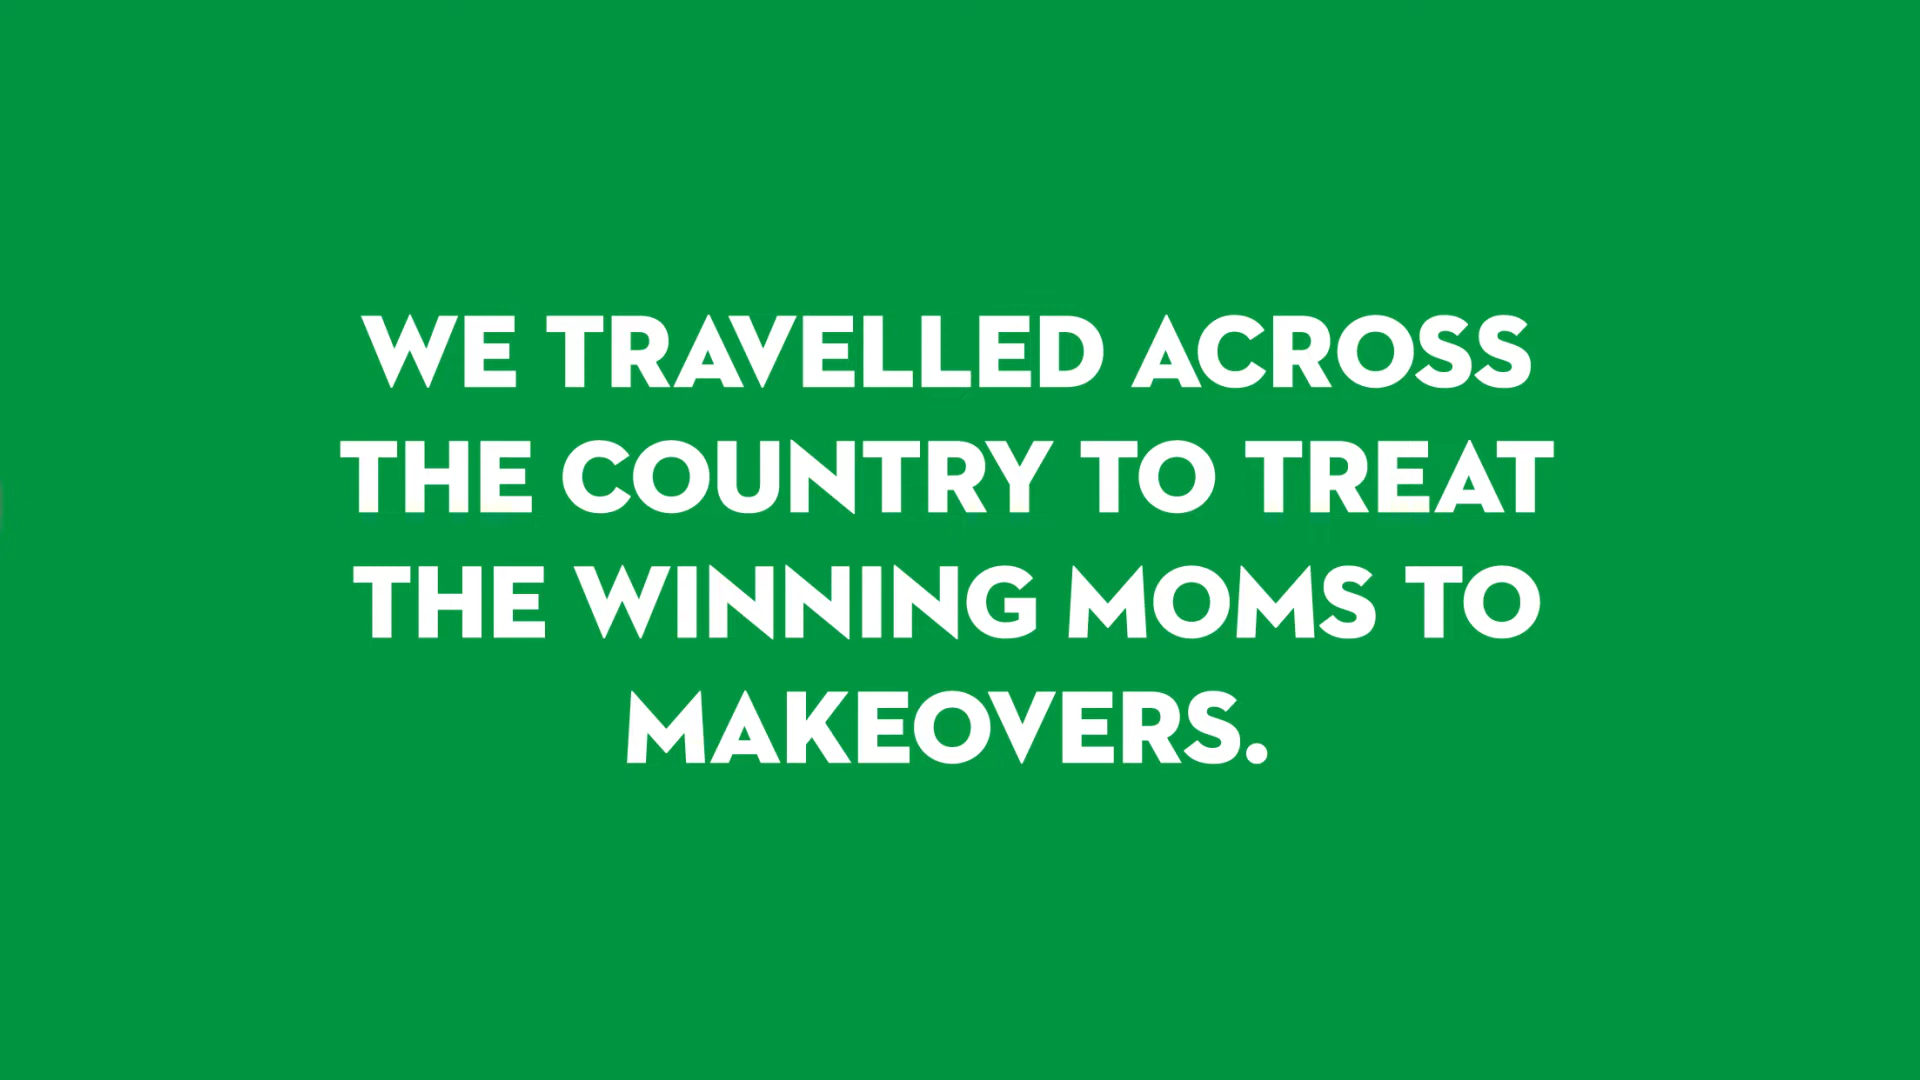 WE TRAVELLED ACROSS
THE COUNTRY TO TREAT
THE WINNING MOMS TO
MAKEOVERS.